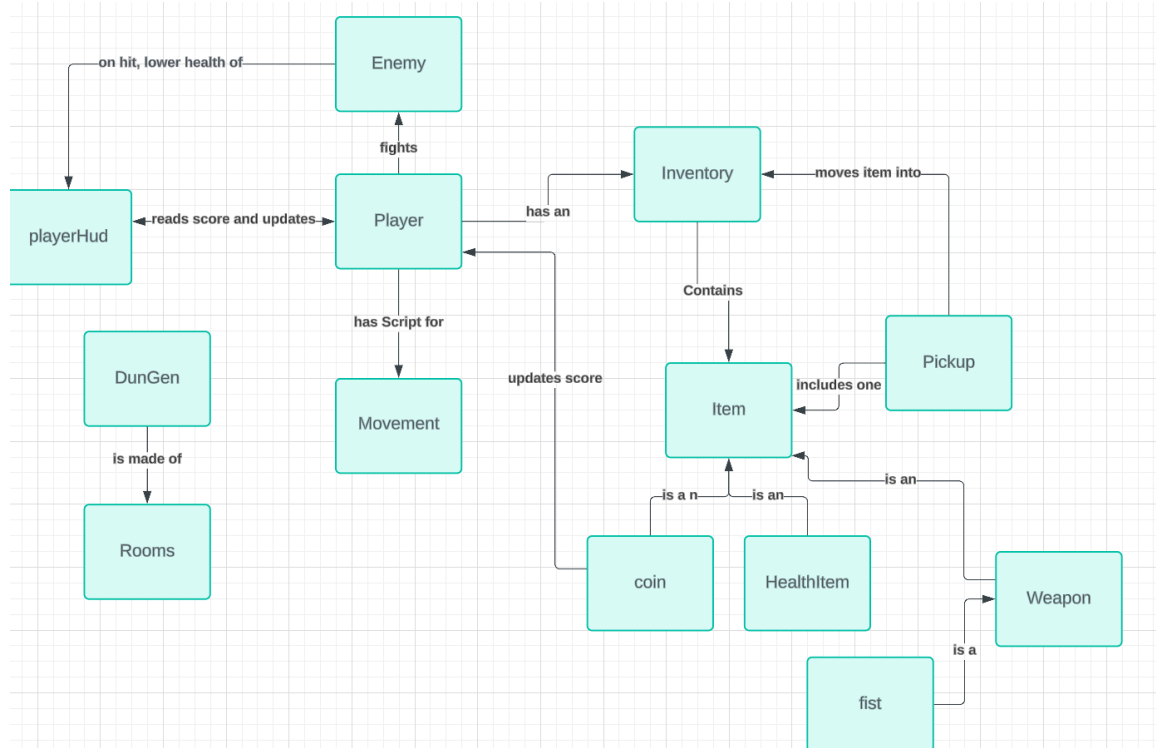 on hit, lower health of
Enemy
fights
Inventory
moves item into
playerHud
reads score and updates
Player
has an
Contains
has Script for
DunGen
updates score
includes one
Pickup
Item
Movement
is made of
Rooms
is a n
is an
is an
coin
HealthItem
Weapon
is a
fist